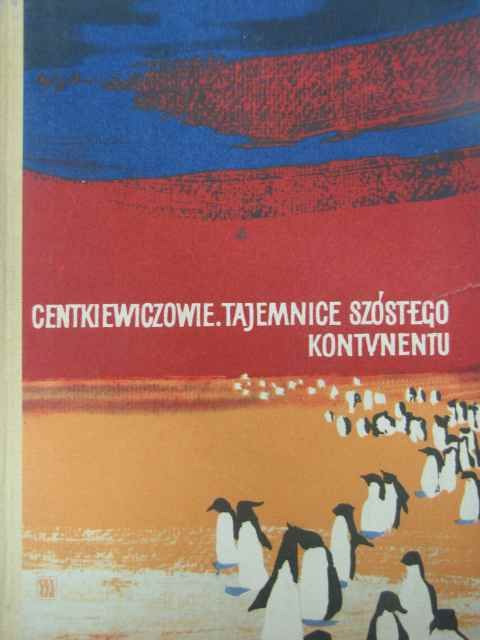 CENTKIEWICZOWIE. TAJEMNICE SZÓSTEGO
KONTYNENTU